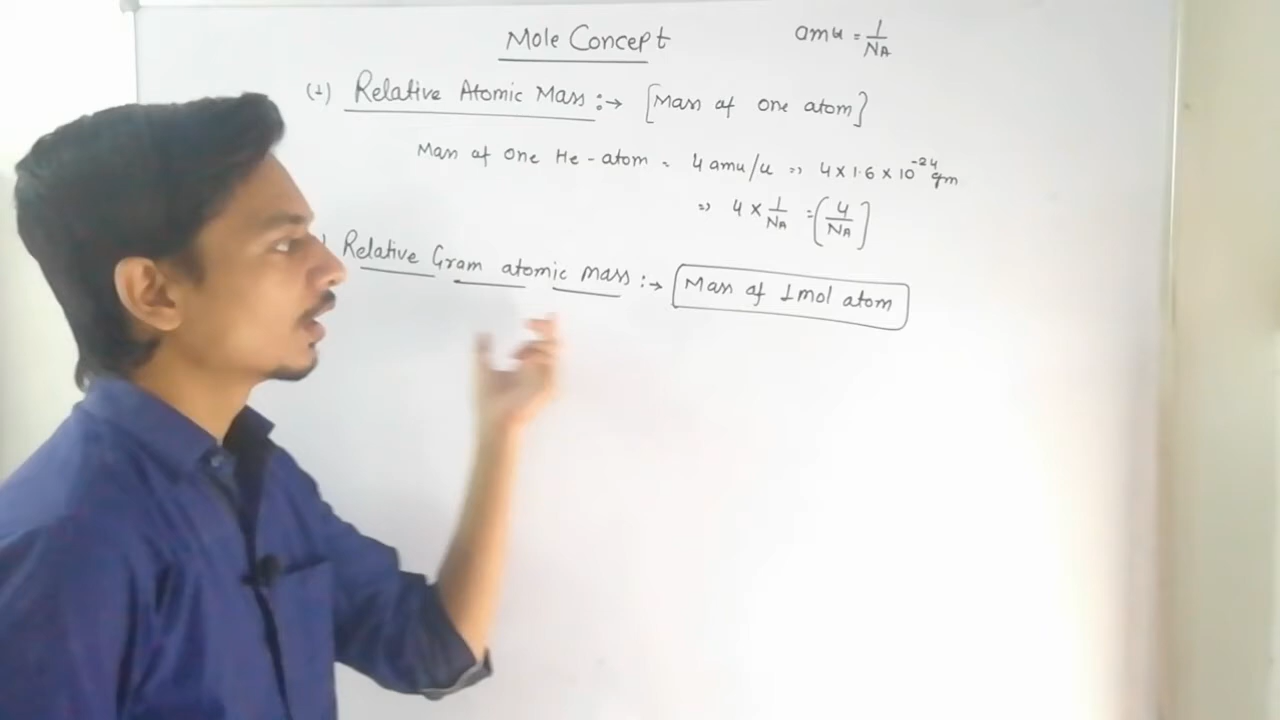 Mole Concept
amu = 1/NA
(1) Relative Atomic Mass :→ [Mass of one atom]
Mass of One He-atom = 4 amu/u => 4 x 1.6 x 10^-24 gm
=> 4 x 1/NA = (4/NA]
) Relative Gram atomic mass :→ Mass of 1 mol atom